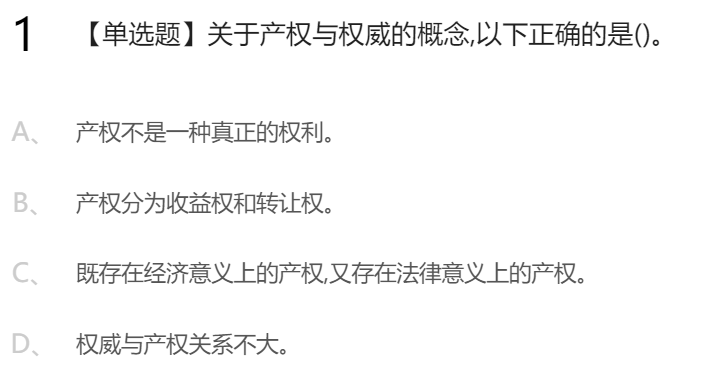 1 【单选题】关于产权与权威的概念,以下正确的是()。
A、 产权不是一种真正的权利。
B、 产权分为收益权和转让权。
C、 既存在经济意义上的产权,又存在法律意义上的产权。
D、 权威与产权关系不大。